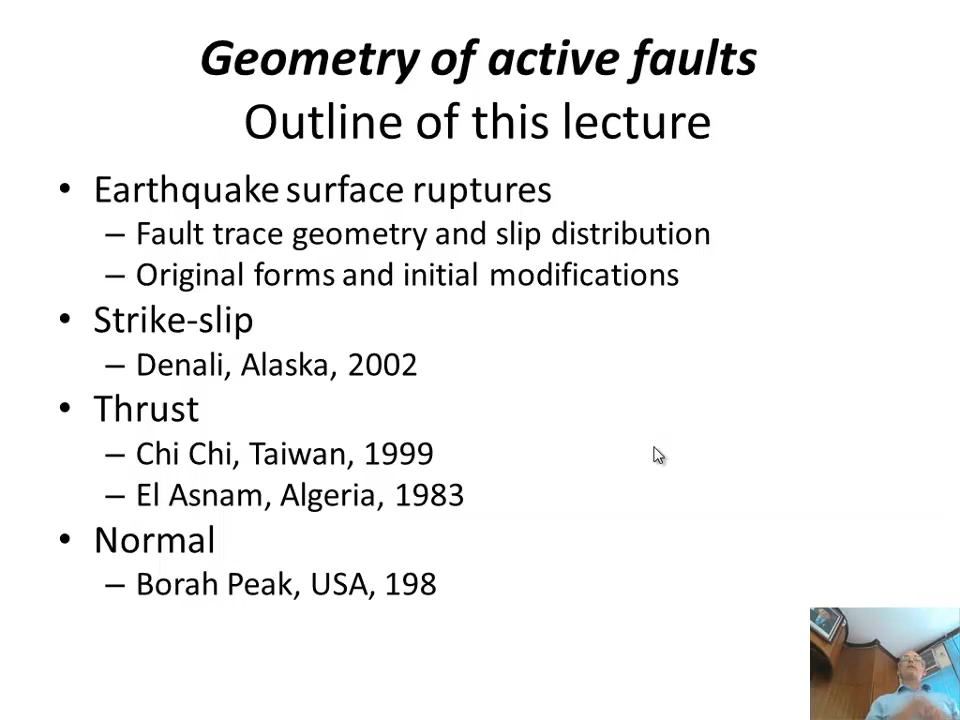 Geometry of active faults
Outline of this lecture
• Earthquake surface ruptures
– Fault trace geometry and slip distribution
– Original forms and initial modifications
• Strike-slip
– Denali, Alaska, 2002
• Thrust
– Chi Chi, Taiwan, 1999
– El Asnam, Algeria, 1983
• Normal
– Borah Peak, USA, 198